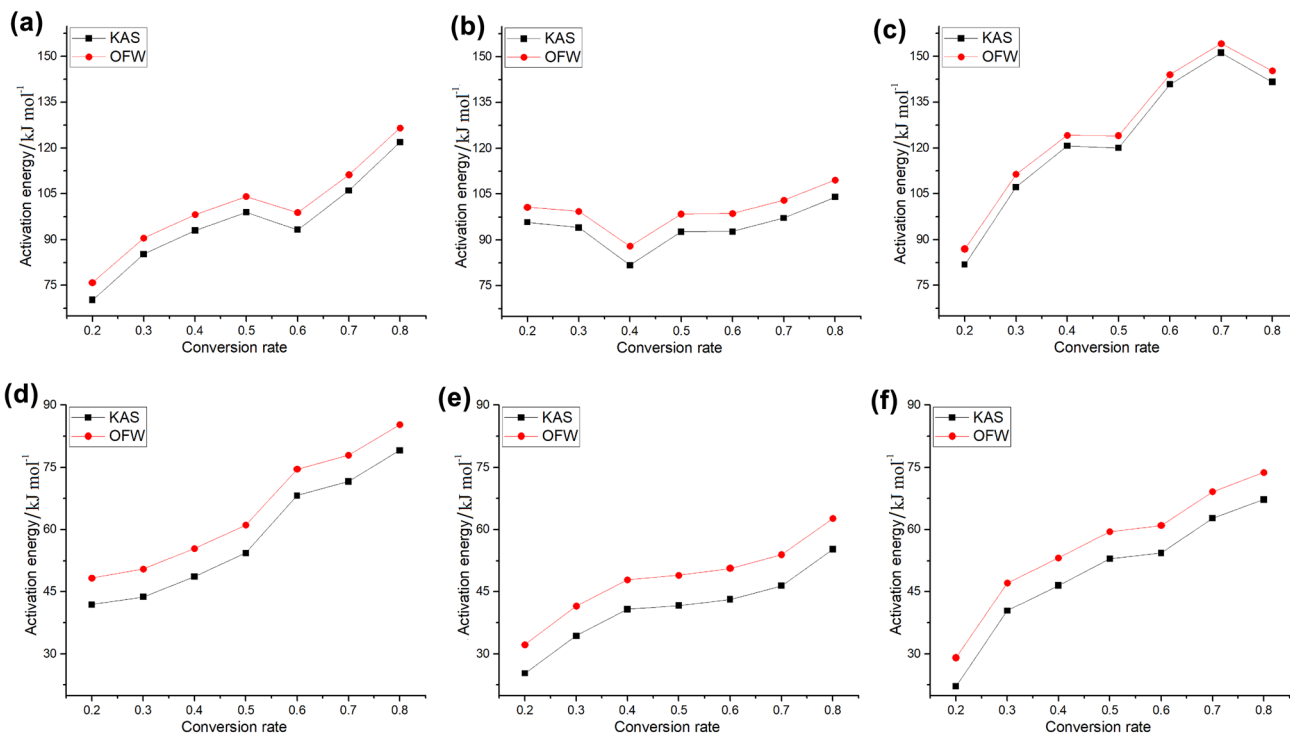 (a)
KAS
OFW
Activation energy/kJ mol⁻¹
150
135
120
105
90
75
0.2 0.3 0.4 0.5 0.6 0.7 0.8
Conversion rate
(b)
KAS
OFW
Activation energy/kJ mol⁻¹
150
135
120
105
90
75
0.2 0.3 0.4 0.5 0.6 0.7 0.8
Conversion rate
(c)
KAS
OFW
Activation energy/kJ mol⁻¹
150
135
120
105
90
75
0.2 0.3 0.4 0.5 0.6 0.7 0.8
Conversion rate
(d)
KAS
OFW
Activation energy/kJ mol⁻¹
90
75
60
45
30
0.2 0.3 0.4 0.5 0.6 0.7 0.8
Conversion rate
(e)
KAS
OFW
Activation energy/kJ mol⁻¹
90
75
60
45
30
0.2 0.3 0.4 0.5 0.6 0.7 0.8
Conversion rate
(f)
KAS
OFW
Activation energy/kJ mol⁻¹
90
75
60
45
30
0.2 0.3 0.4 0.5 0.6 0.7 0.8
Conversion rate